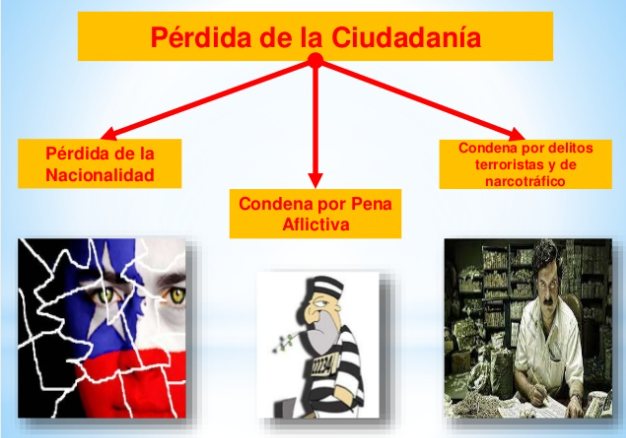 Pérdida de la Ciudadanía
Pérdida de la
Nacionalidad
Condena por Pena
Aflictiva
Condena por delitos
terroristas y de
narcotráfico